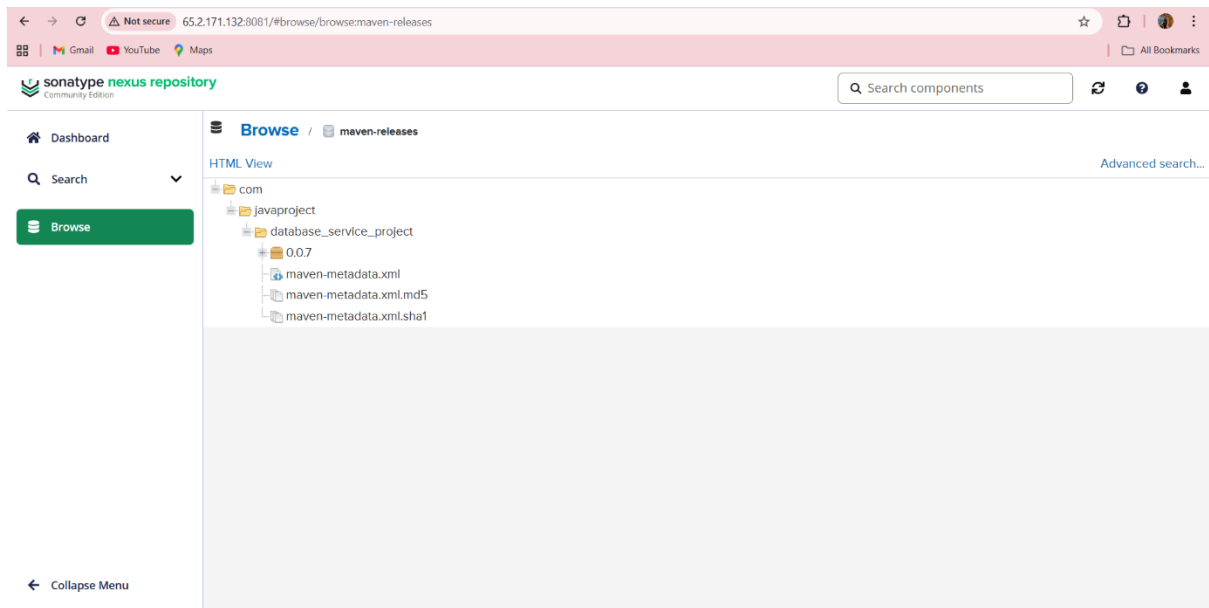 Not secure 65.2.171.132:8081/#browse/browse:maven-releases
Gmail YouTube Maps All Bookmarks
sonatype nexus repository
Community Edition
Search components
Dashboard
Search
Browse
Collapse Menu
Browse / maven-releases
HTML View Advanced search...
com
javaproject
database_service_project
0.0.7
maven-metadata.xml
maven-metadata.xml.md5
maven-metadata.xml.sha1